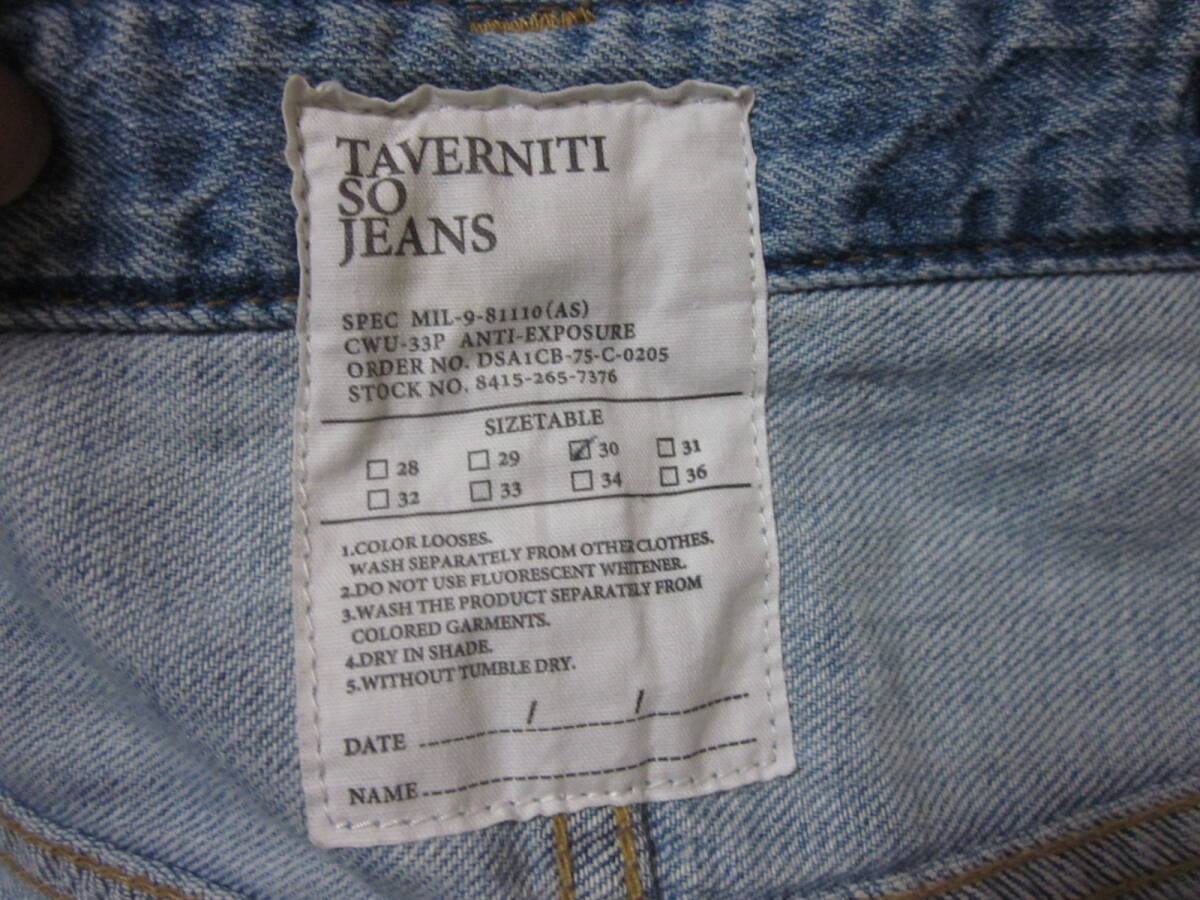 TAVERNITI
SO
JEANS
SPEC MIL-9-81110(AS)
CWU-33P ANTI-EXPOSURE
ORDER NO. DSA1CB-75-C-0205
STOCK NO. 8415-265-7376
SIZETABLE
☐ 28 ☐ 29 ☑ 30 ☐ 31
☐ 32 ☐ 33 ☐ 34 ☐ 36
1.COLOR LOOSES.
WASH SEPARATELY FROM OTHER CLOTHES.
2.DO NOT USE FLUORESCENT WHITENER.
3.WASH THE PRODUCT SEPARATELY FROM
COLORED GARMENTS.
4.DRY IN SHADE.
5.WITHOUT TUMBLE DRY.
DATE / /
NAME